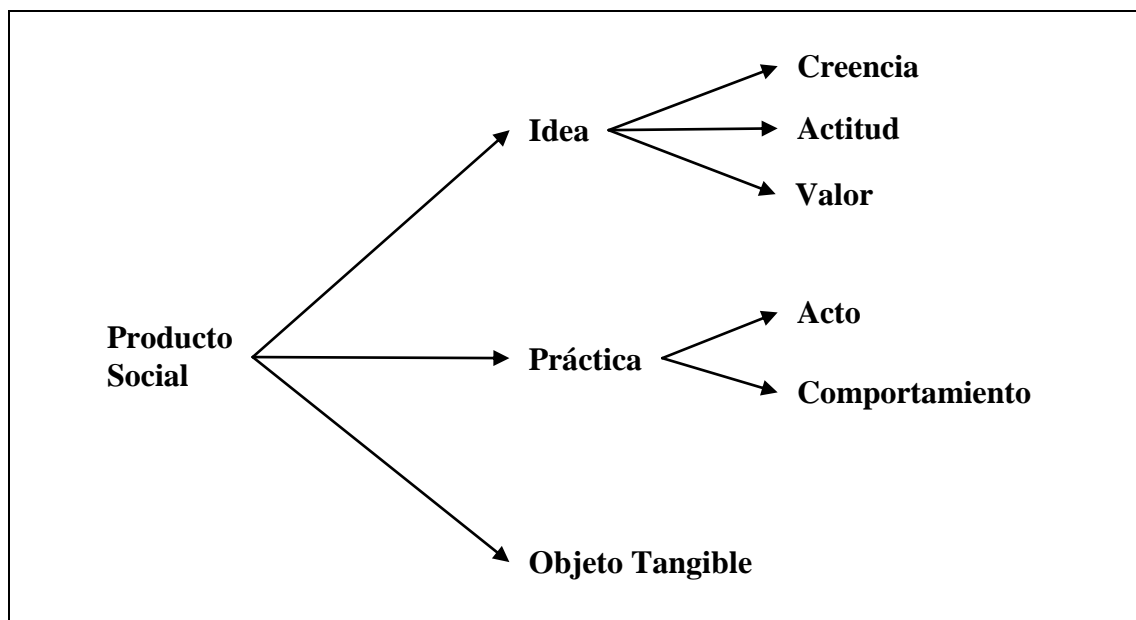 Creencia
Idea
Actitud
Valor
Producto
Social
Práctica
Acto
Comportamiento
Objeto Tangible